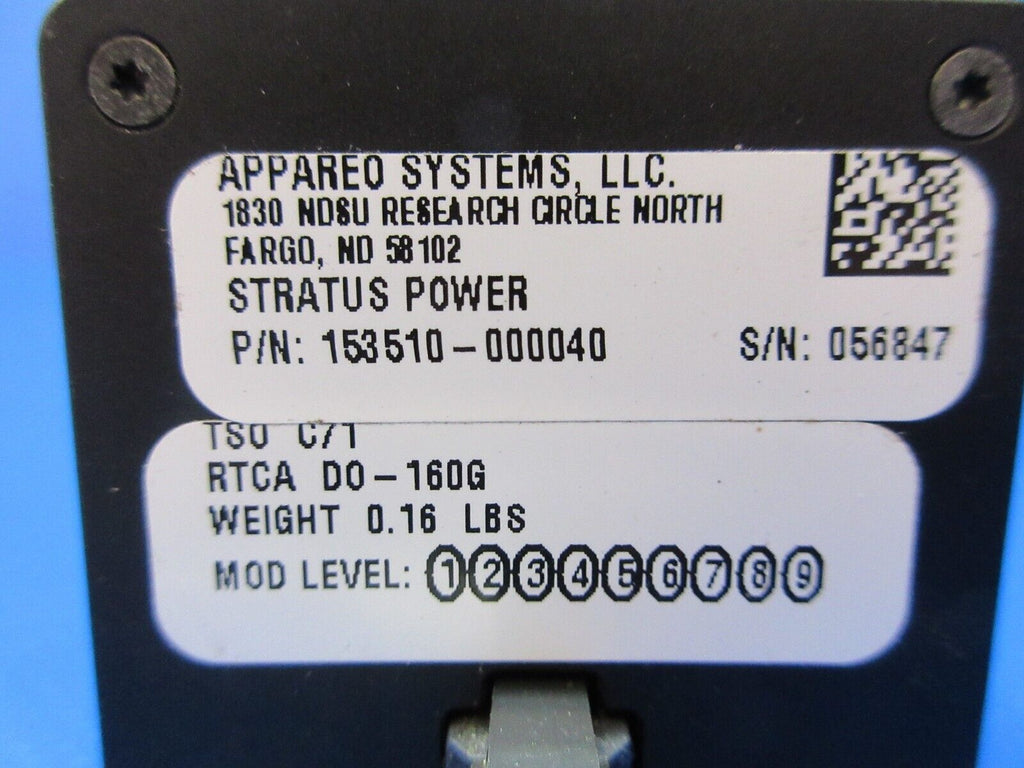 APPAREO SYSTEMS, LLC.
1830 NDSU RESEARCH CIRCLE NORTH
FARGO, ND 58102
STRATUS POWER
P/N: 153510-000040 S/N: 056847
TSO C71
RTCA DO-160G
WEIGHT 0.16 LBS
MOD LEVEL: 1 2 3 4 5 6 7 8 9